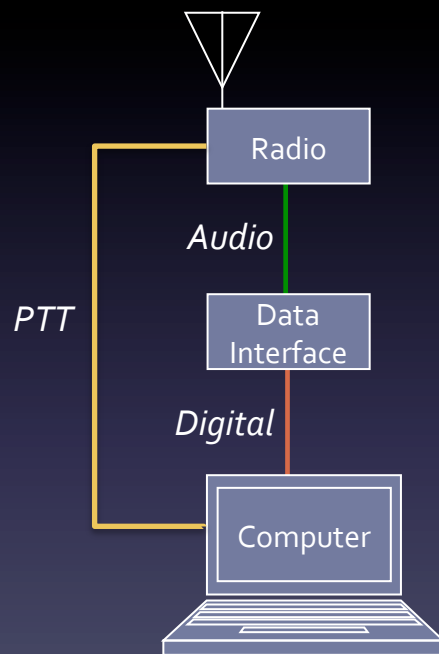 Radio
Audio
PTT
Data
Interface
Digital
Computer